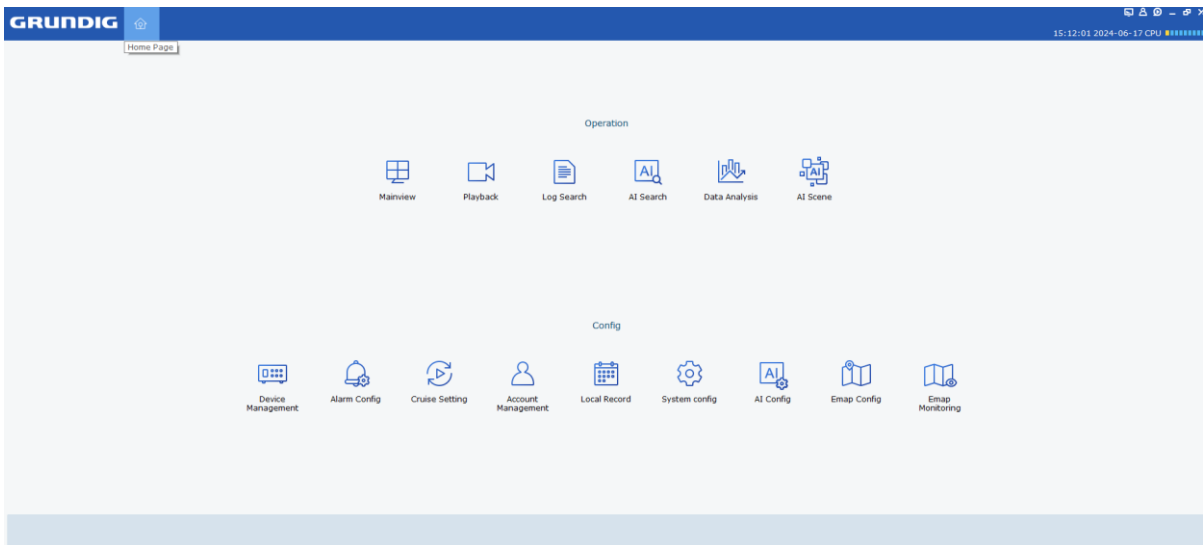 GRUNDIG
15:12:01 2024-06-17 CPU
Home Page
Operation
Mainview
Playback
Log Search
AI Search
Data Analysis
AI Scene
Config
Device
Management
Alarm Config
Cruise Setting
Account
Management
Local Record
System config
AI Config
Emap Config
Emap
Monitoring